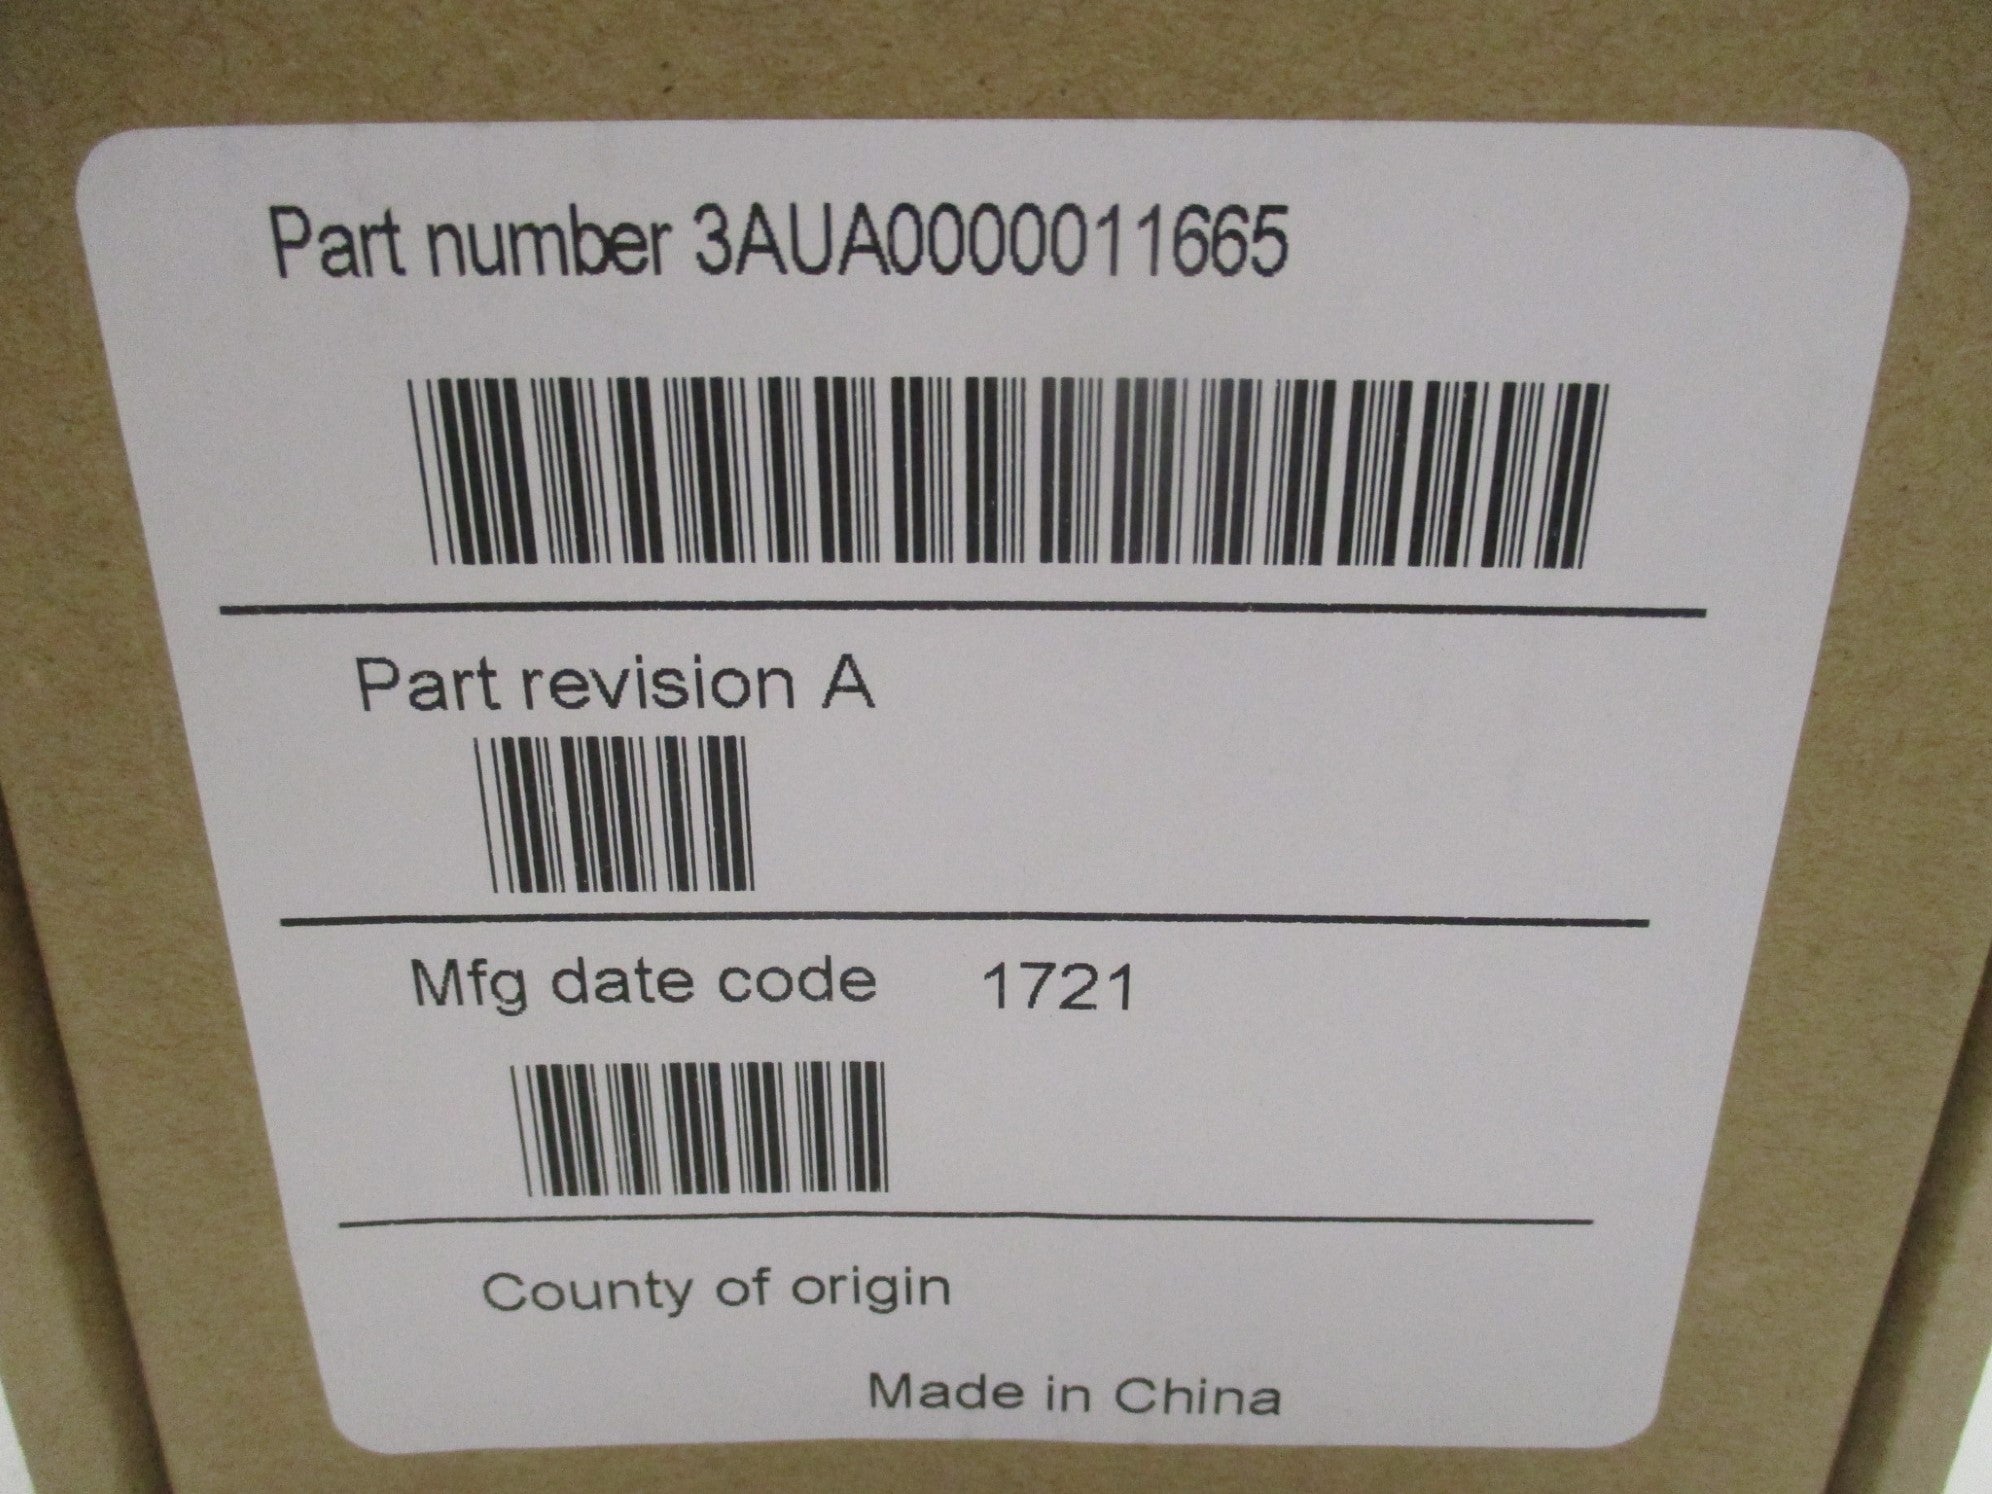 Part number 3AUA0000011665
Part revision A
Mfg date code 1721
County of origin
Made in China